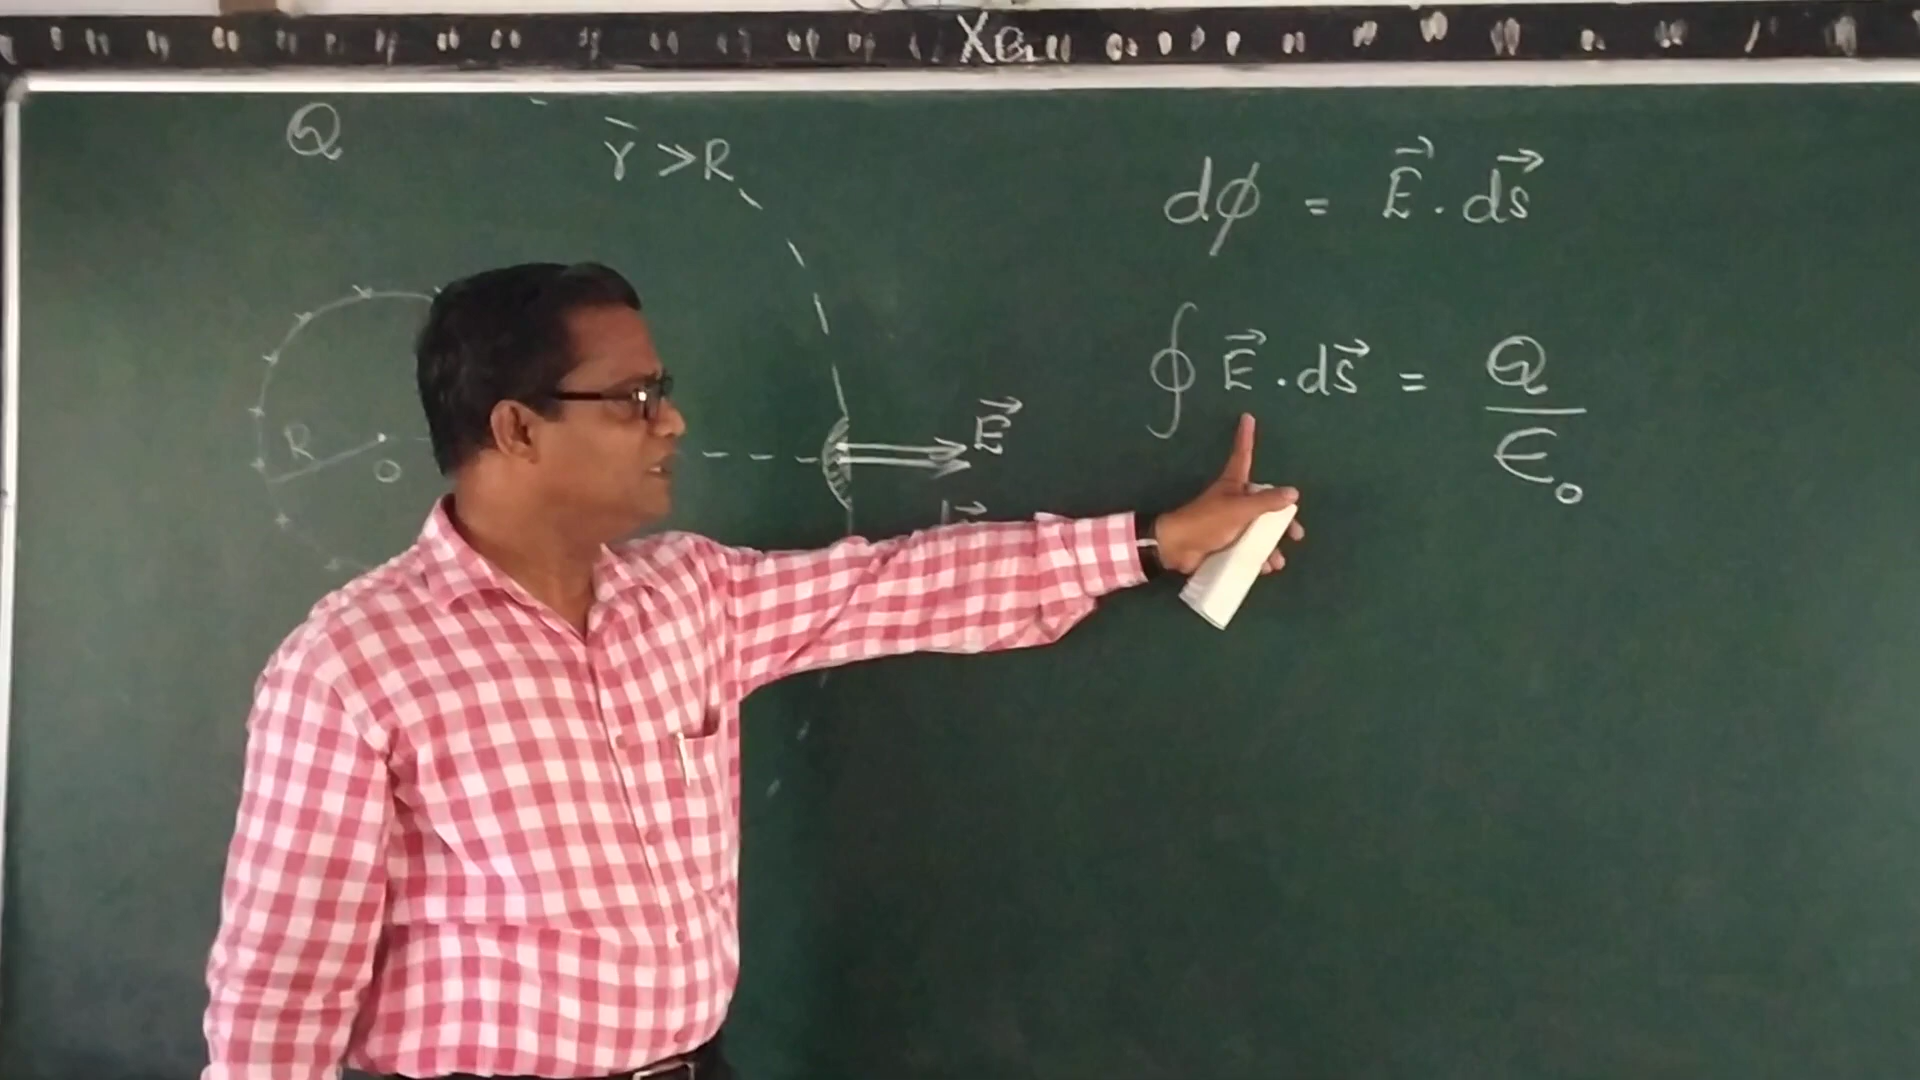 Q
r⃗ > R
dϕ = E⃗ . ds⃗
∮ E⃗ . ds⃗ = Q / ϵ₀
R
O
E⃗